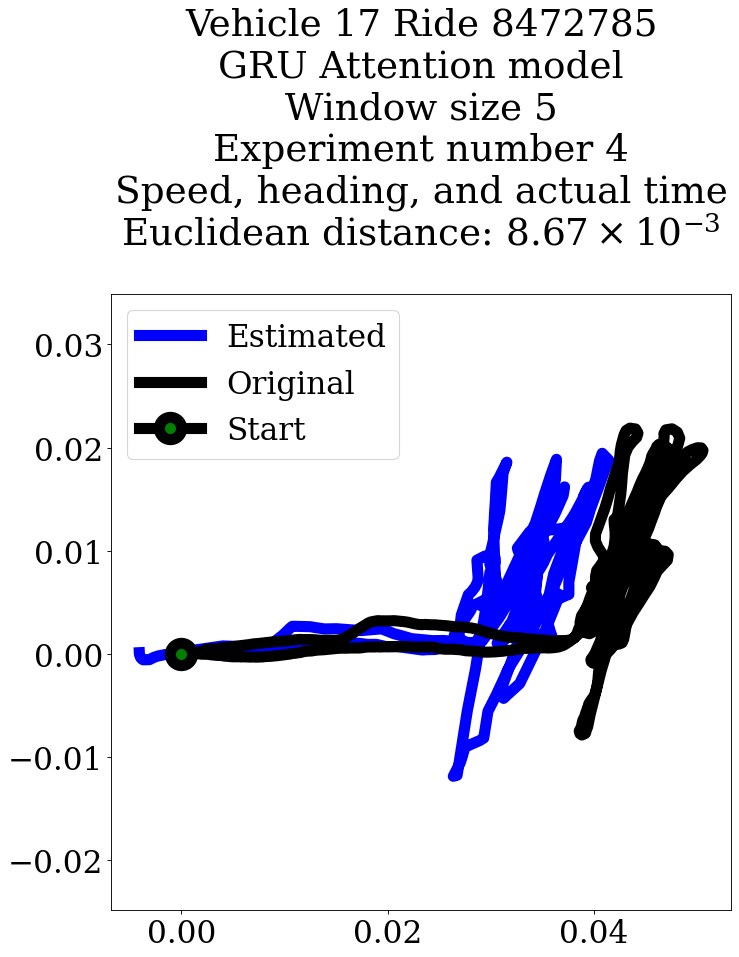 Vehicle 17 Ride 8472785
GRU Attention model
Window size 5
Experiment number 4
Speed, heading, and actual time
Euclidean distance: 8.67 × 10⁻³
Estimated
Original
Start
0.03
0.02
0.01
0.00
−0.01
−0.02
0.00 0.02 0.04